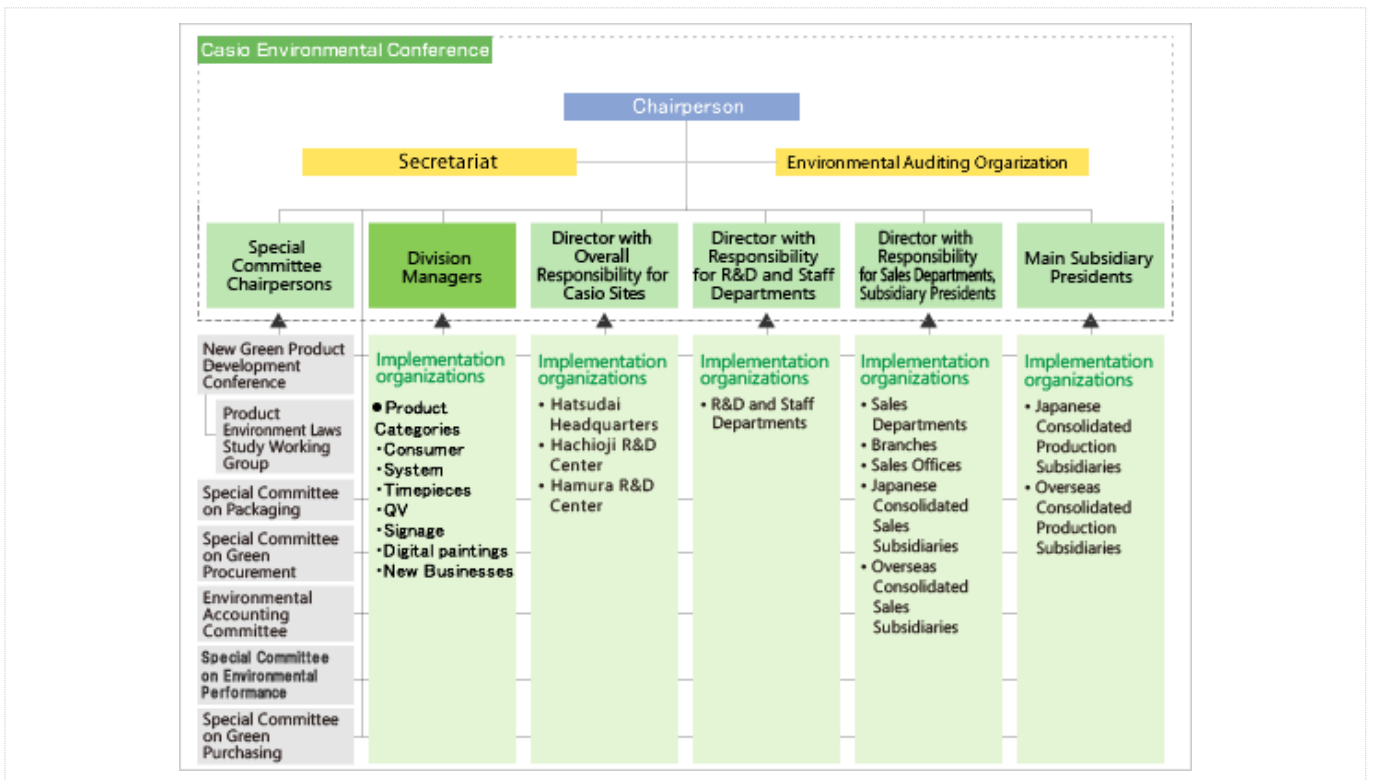 Casio Environmental Conference
Chairperson
Secretariat
Environmental Auditing Orgarization
Special
Committee
Chairpersons
Division
Managers
Director with
Overall
Responsibility for
Casio Sites
Director with
Responsibility
for R&D and Staff
Departments
Director with
Responsibility
for Sales Departments,
Subsidiary Presidents
Main Subsidiary
Presidents
New Green Product
Development
Conference
Product
Environment Laws
Study Working
Group
Special Committee
on Packaging
Special Committee
on Green
Procurement
Environmental
Accounting
Committee
Special Committee
on Environmental
Performance
Special Committee
on Green
Purchasing
Implementation
organizations
● Product
Categories
・Consumer
・System
・Timepieces
・QV
・Signage
・Digital paintings
・New Businesses
Implementation
organizations
• Hatsudai
Headquarters
• Hachioji R&D
Center
• Hamura R&D
Center
Implementation
organizations
• R&D and Staff
Departments
Implementation
organizations
• Sales
Departments
• Branches
• Sales Offices
• Japanese
Consolidated
Sales
Subsidiaries
• Overseas
Consolidated
Sales
Subsidiaries
Implementation
organizations
• Japanese
Consolidated
Production
Subsidiaries
• Overseas
Consolidated
Production
Subsidiaries